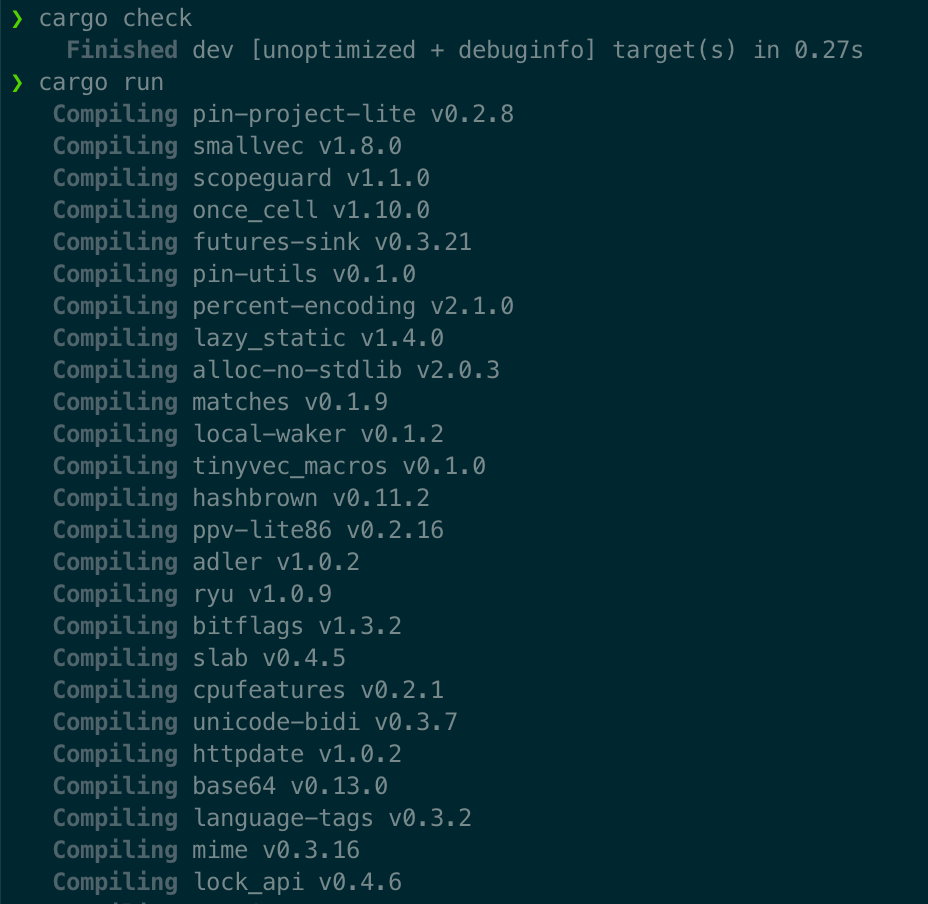 ❯ cargo check
Finished dev [unoptimized + debuginfo] target(s) in 0.27s
❯ cargo run
Compiling pin-project-lite v0.2.8
Compiling smallvec v1.8.0
Compiling scopeguard v1.1.0
Compiling once_cell v1.10.0
Compiling futures-sink v0.3.21
Compiling pin-utils v0.1.0
Compiling percent-encoding v2.1.0
Compiling lazy_static v1.4.0
Compiling alloc-no-stdlib v2.0.3
Compiling matches v0.1.9
Compiling local-waker v0.1.2
Compiling tinyvec_macros v0.1.0
Compiling hashbrown v0.11.2
Compiling ppv-lite86 v0.2.16
Compiling adler v1.0.2
Compiling ryu v1.0.9
Compiling bitflags v1.3.2
Compiling slab v0.4.5
Compiling cpufeatures v0.2.1
Compiling unicode-bidi v0.3.7
Compiling httpdate v1.0.2
Compiling base64 v0.13.0
Compiling language-tags v0.3.2
Compiling mime v0.3.16
Compiling lock_api v0.4.6